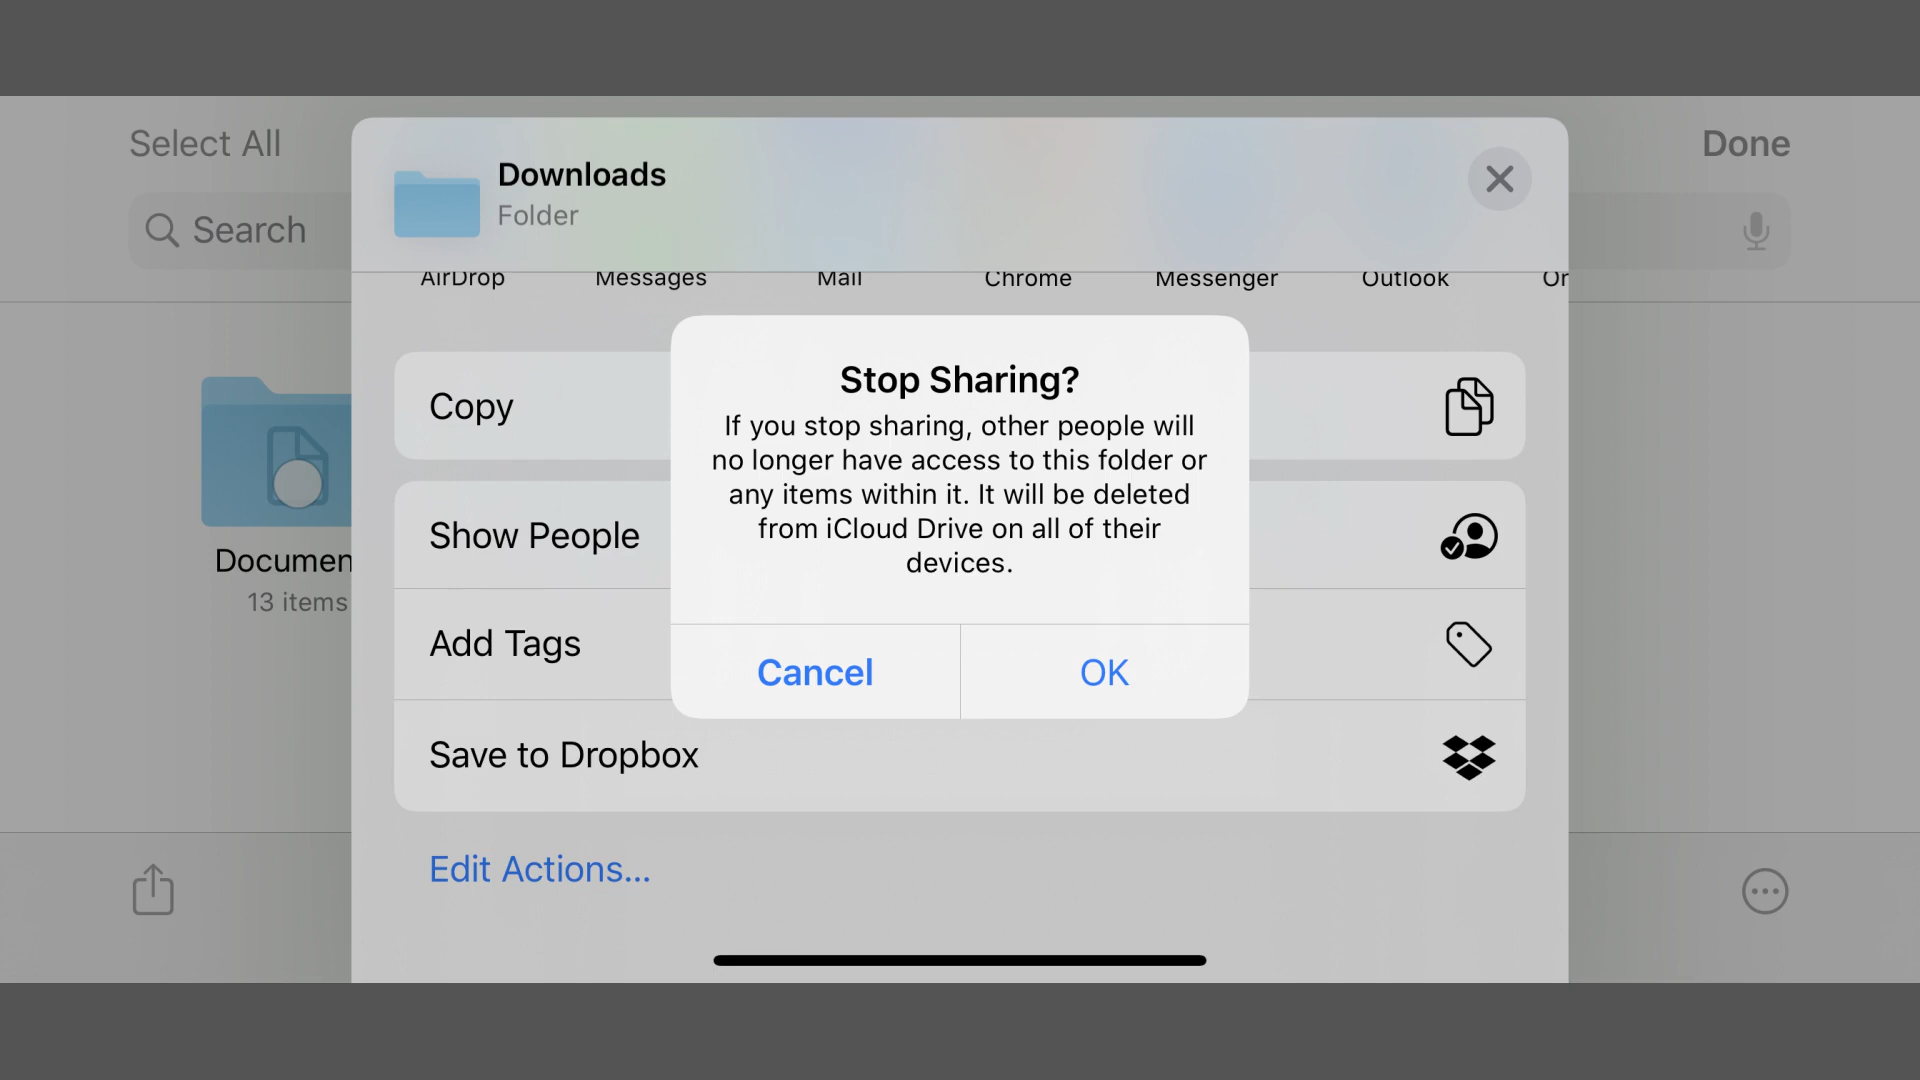 Select All
Done
Search
Downloads
Folder
AirDrop Messages Mail Chrome Messenger Outlook Or
Documen
13 items
Copy
Show People
Add Tags
Save to Dropbox
Edit Actions...
Stop Sharing?
If you stop sharing, other people will
no longer have access to this folder or
any items within it. It will be deleted
from iCloud Drive on all of their
devices.
Cancel OK